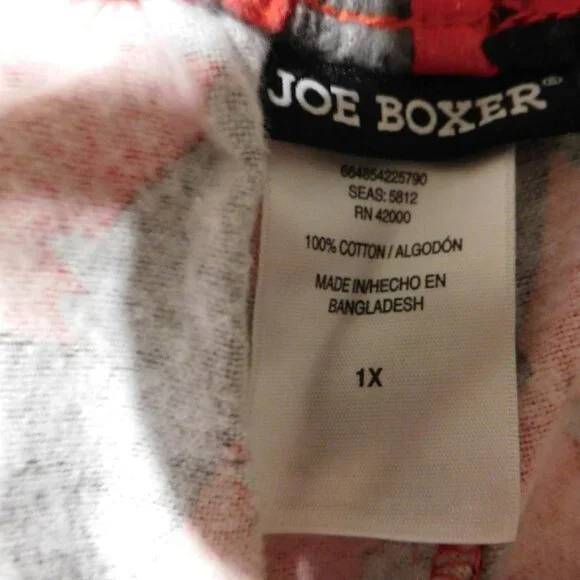 JOE BOXER®
664854225790
SEAS: 5812
RN 42000
100% COTTON / ALGODÓN
MADE IN/HECHO EN
BANGLADESH
1X